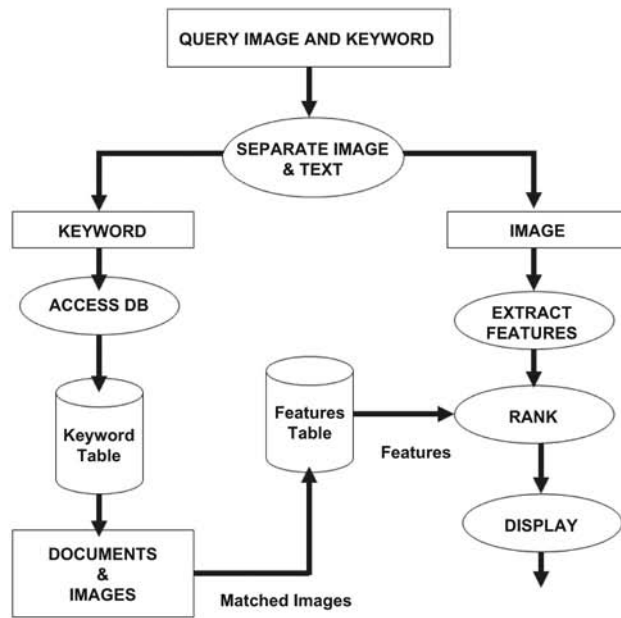 QUERY IMAGE AND KEYWORD
SEPARATE IMAGE
& TEXT
KEYWORD
IMAGE
ACCESS DB
EXTRACT
FEATURES
Keyword
Table
Features
Table
Features
RANK
DOCUMENTS
&
IMAGES
Matched Images
DISPLAY